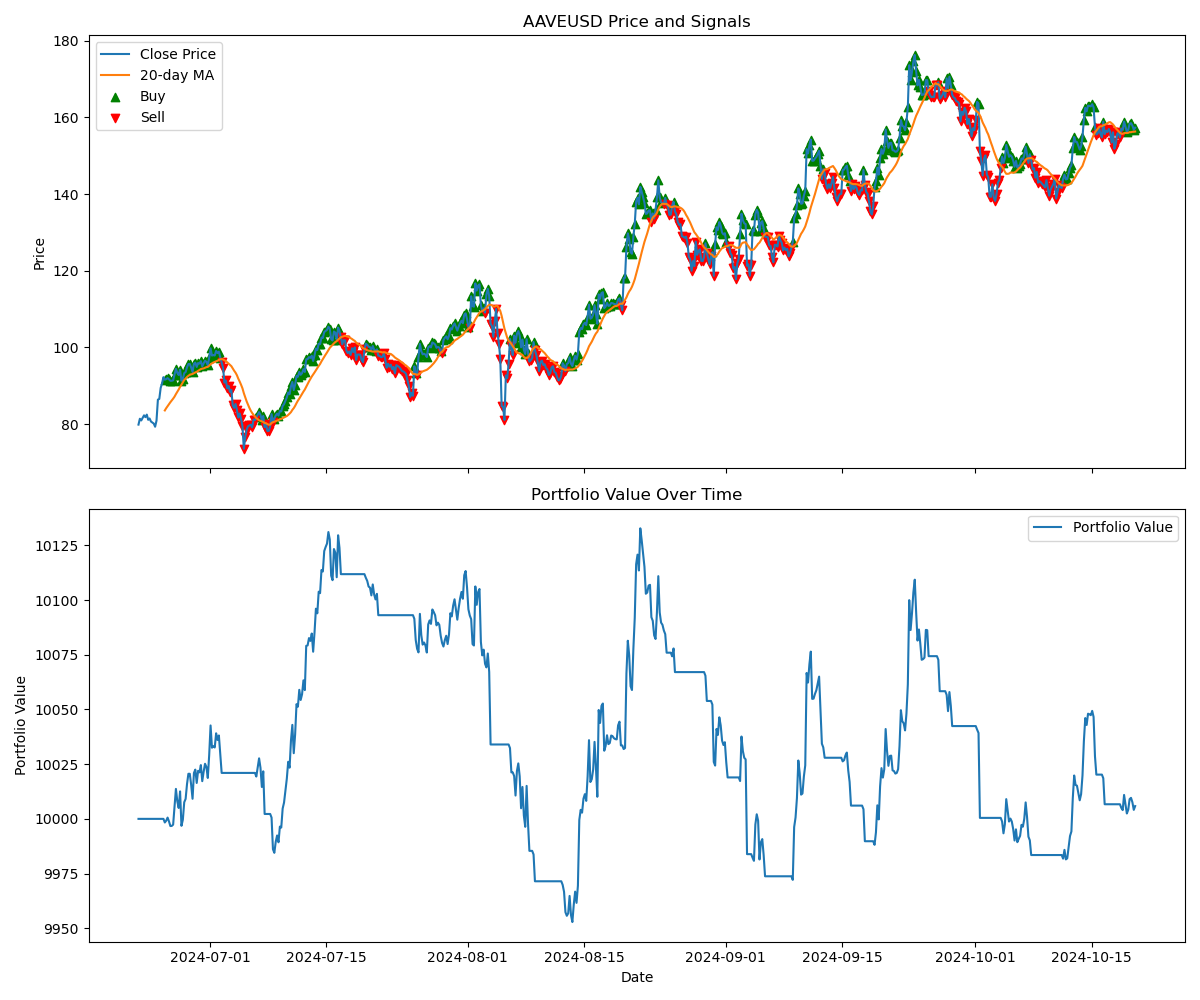 AAVEUSD Price and Signals
Close Price
20-day MA
Buy
Sell
Price
180
160
140
120
100
80
Portfolio Value Over Time
Portfolio Value
Portfolio Value
10125
10100
10075
10050
10025
10000
9975
9950
2024-07-01
2024-07-15
2024-08-01
2024-08-15
2024-09-01
2024-09-15
2024-10-01
2024-10-15
Date